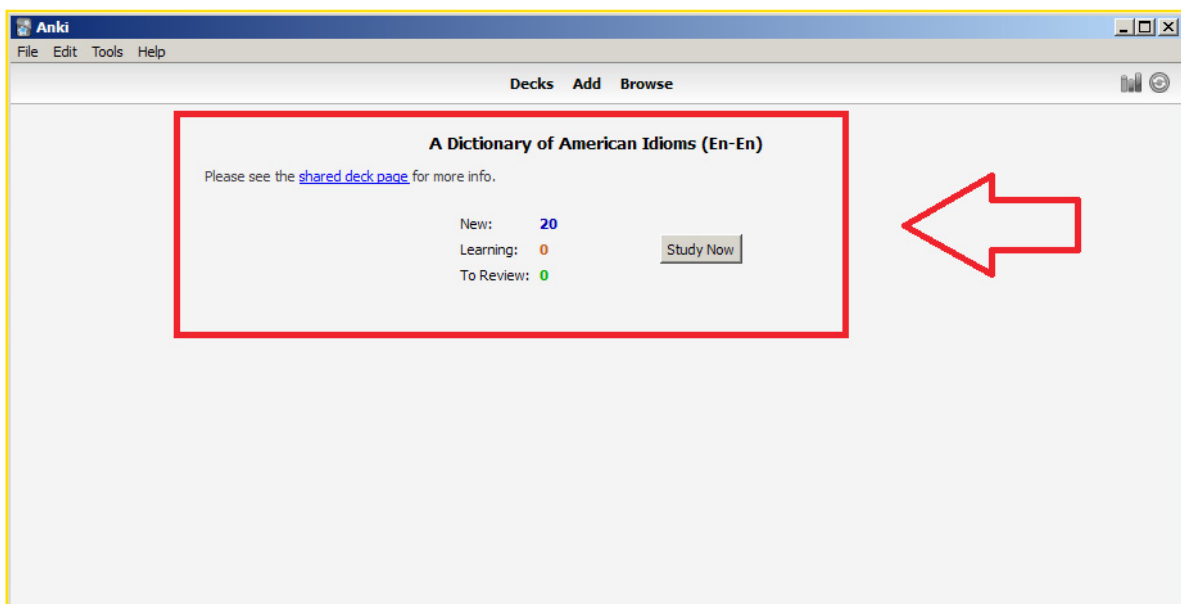 Anki
File Edit Tools Help
Decks Add Browse
A Dictionary of American Idioms (En-En)
Please see the shared deck page for more info.
New: 20
Learning: 0
Study Now
To Review: 0